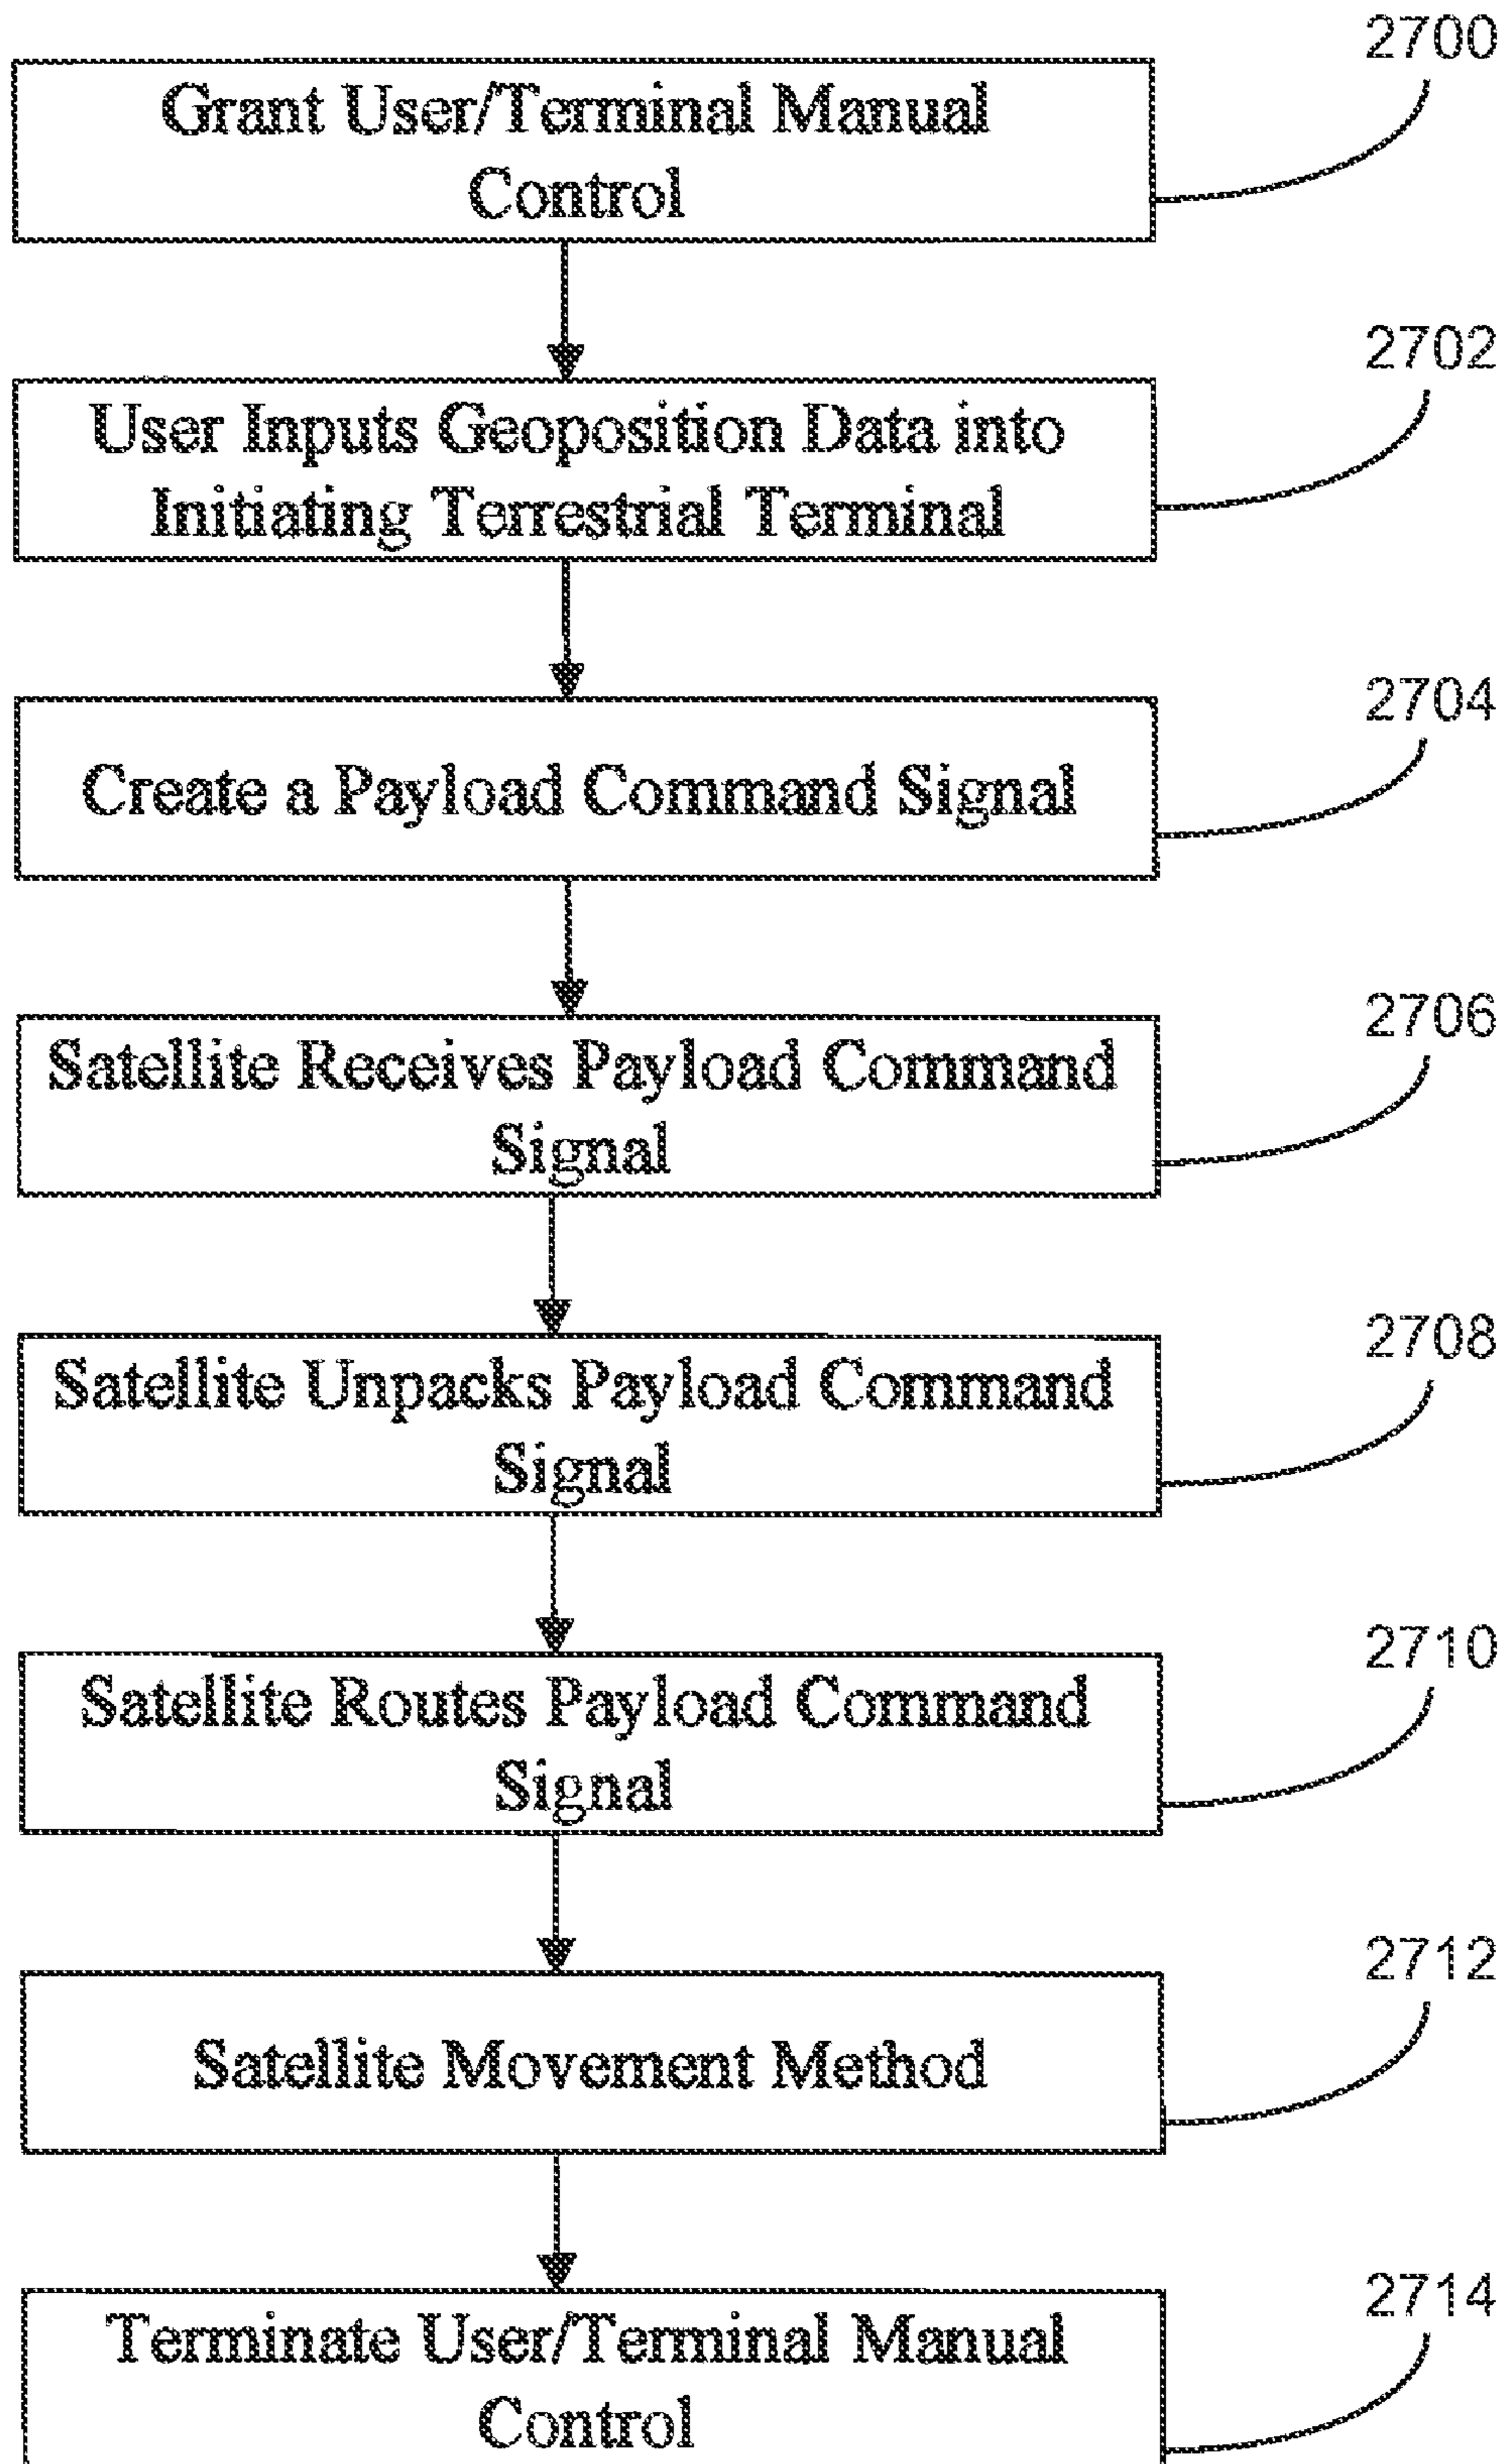 2700
Grant User/Terminal Manual
Control
2702
User Inputs Geoposition Data into
Initiating Terrestrial Terminal
2704
Create a Payload Command Signal
2706
Satellite Receives Payload Command
Signal
2708
Satellite Unpacks Payload Command
Signal
2710
Satellite Routes Payload Command
Signal
2712
Satellite Movement Method
2714
Terminate User/Terminal Manual
Control